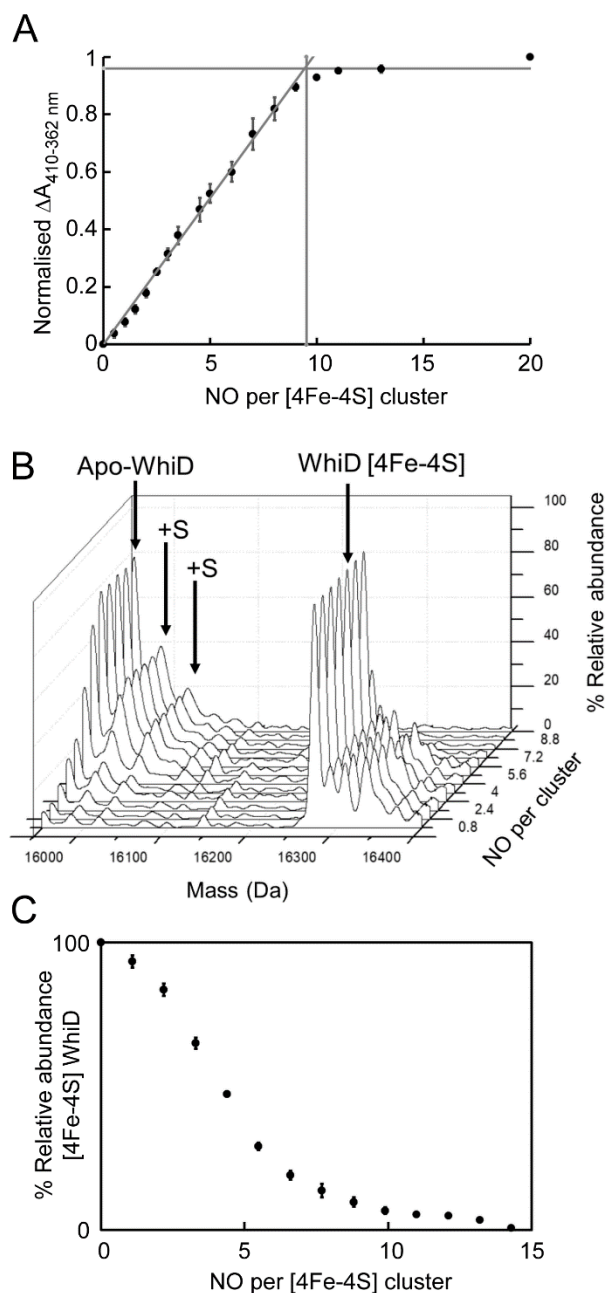 A
Normalised ΔA410-362 nm
1
0.8
0.6
0.4
0.2
0
0
5
10
15
20
NO per [4Fe-4S] cluster
B
Apo-WhiD
WhiD [4Fe-4S]
+S
+S
100
80
60
40
20
0
% Relative abundance
8.8
7.2
5.6
4
2.4
0.8
NO per cluster
16000
16100
16200
16300
16400
Mass (Da)
C
% Relative abundance
[4Fe-4S] WhiD
100
0
0
5
10
15
NO per [4Fe-4S] cluster